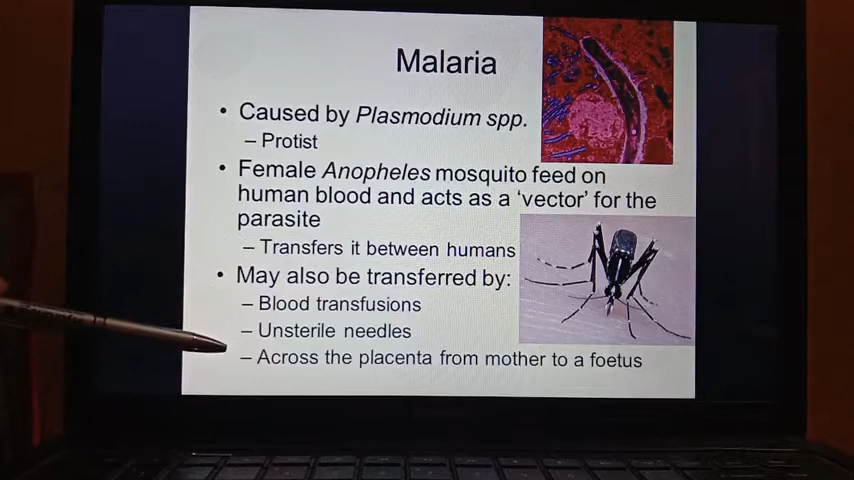 Malaria
• Caused by Plasmodium spp.
– Protist
• Female Anopheles mosquito feed on
human blood and acts as a 'vector' for the
parasite
– Transfers it between humans
• May also be transferred by:
– Blood transfusions
– Unsterile needles
– Across the placenta from mother to a foetus